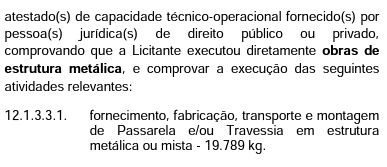 atestado(s) de capacidade técnico-operacional fornecido(s) por
pessoa(s) jurídica(s) de direito público ou privado,
comprovando que a Licitante executou diretamente obras de
estrutura metálica, e comprovar a execução das seguintes
atividades relevantes:
12.1.3.3.1. fornecimento, fabricação, transporte e montagem
de Passarela e/ou Travessia em estrutura
metálica ou mista - 19.789 kg.